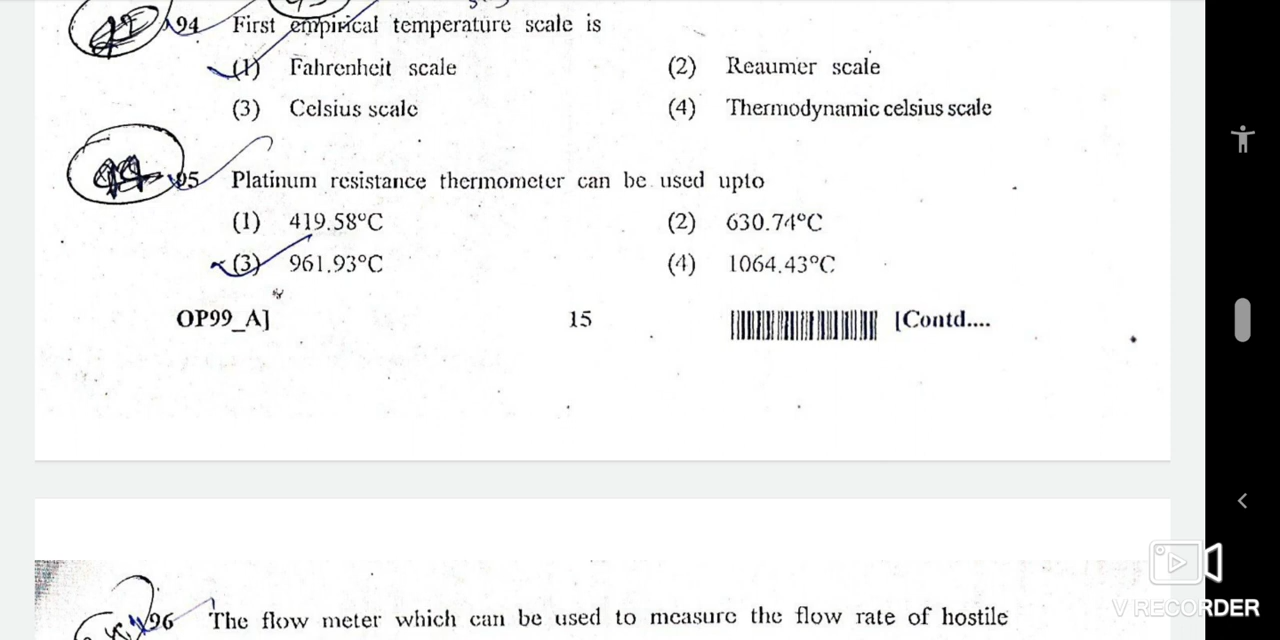 94 First empirical temperature scale is
(1) Fahrenheit scale (2) Reaumer scale
(3) Celsius scale (4) Thermodynamic celsius scale
95 Platinum resistance thermometer can be used upto
(1) 419.58°C (2) 630.74°C
(3) 961.93°C (4) 1064.43°C
OP99_A] 15 [Contd....
96 The flow meter which can be used to measure the flow rate of hostile
V RECORDER